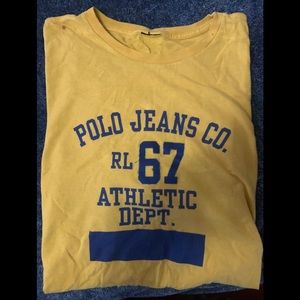 POLO JEANS CO.
RL 67
ATHLETIC
DEPT.